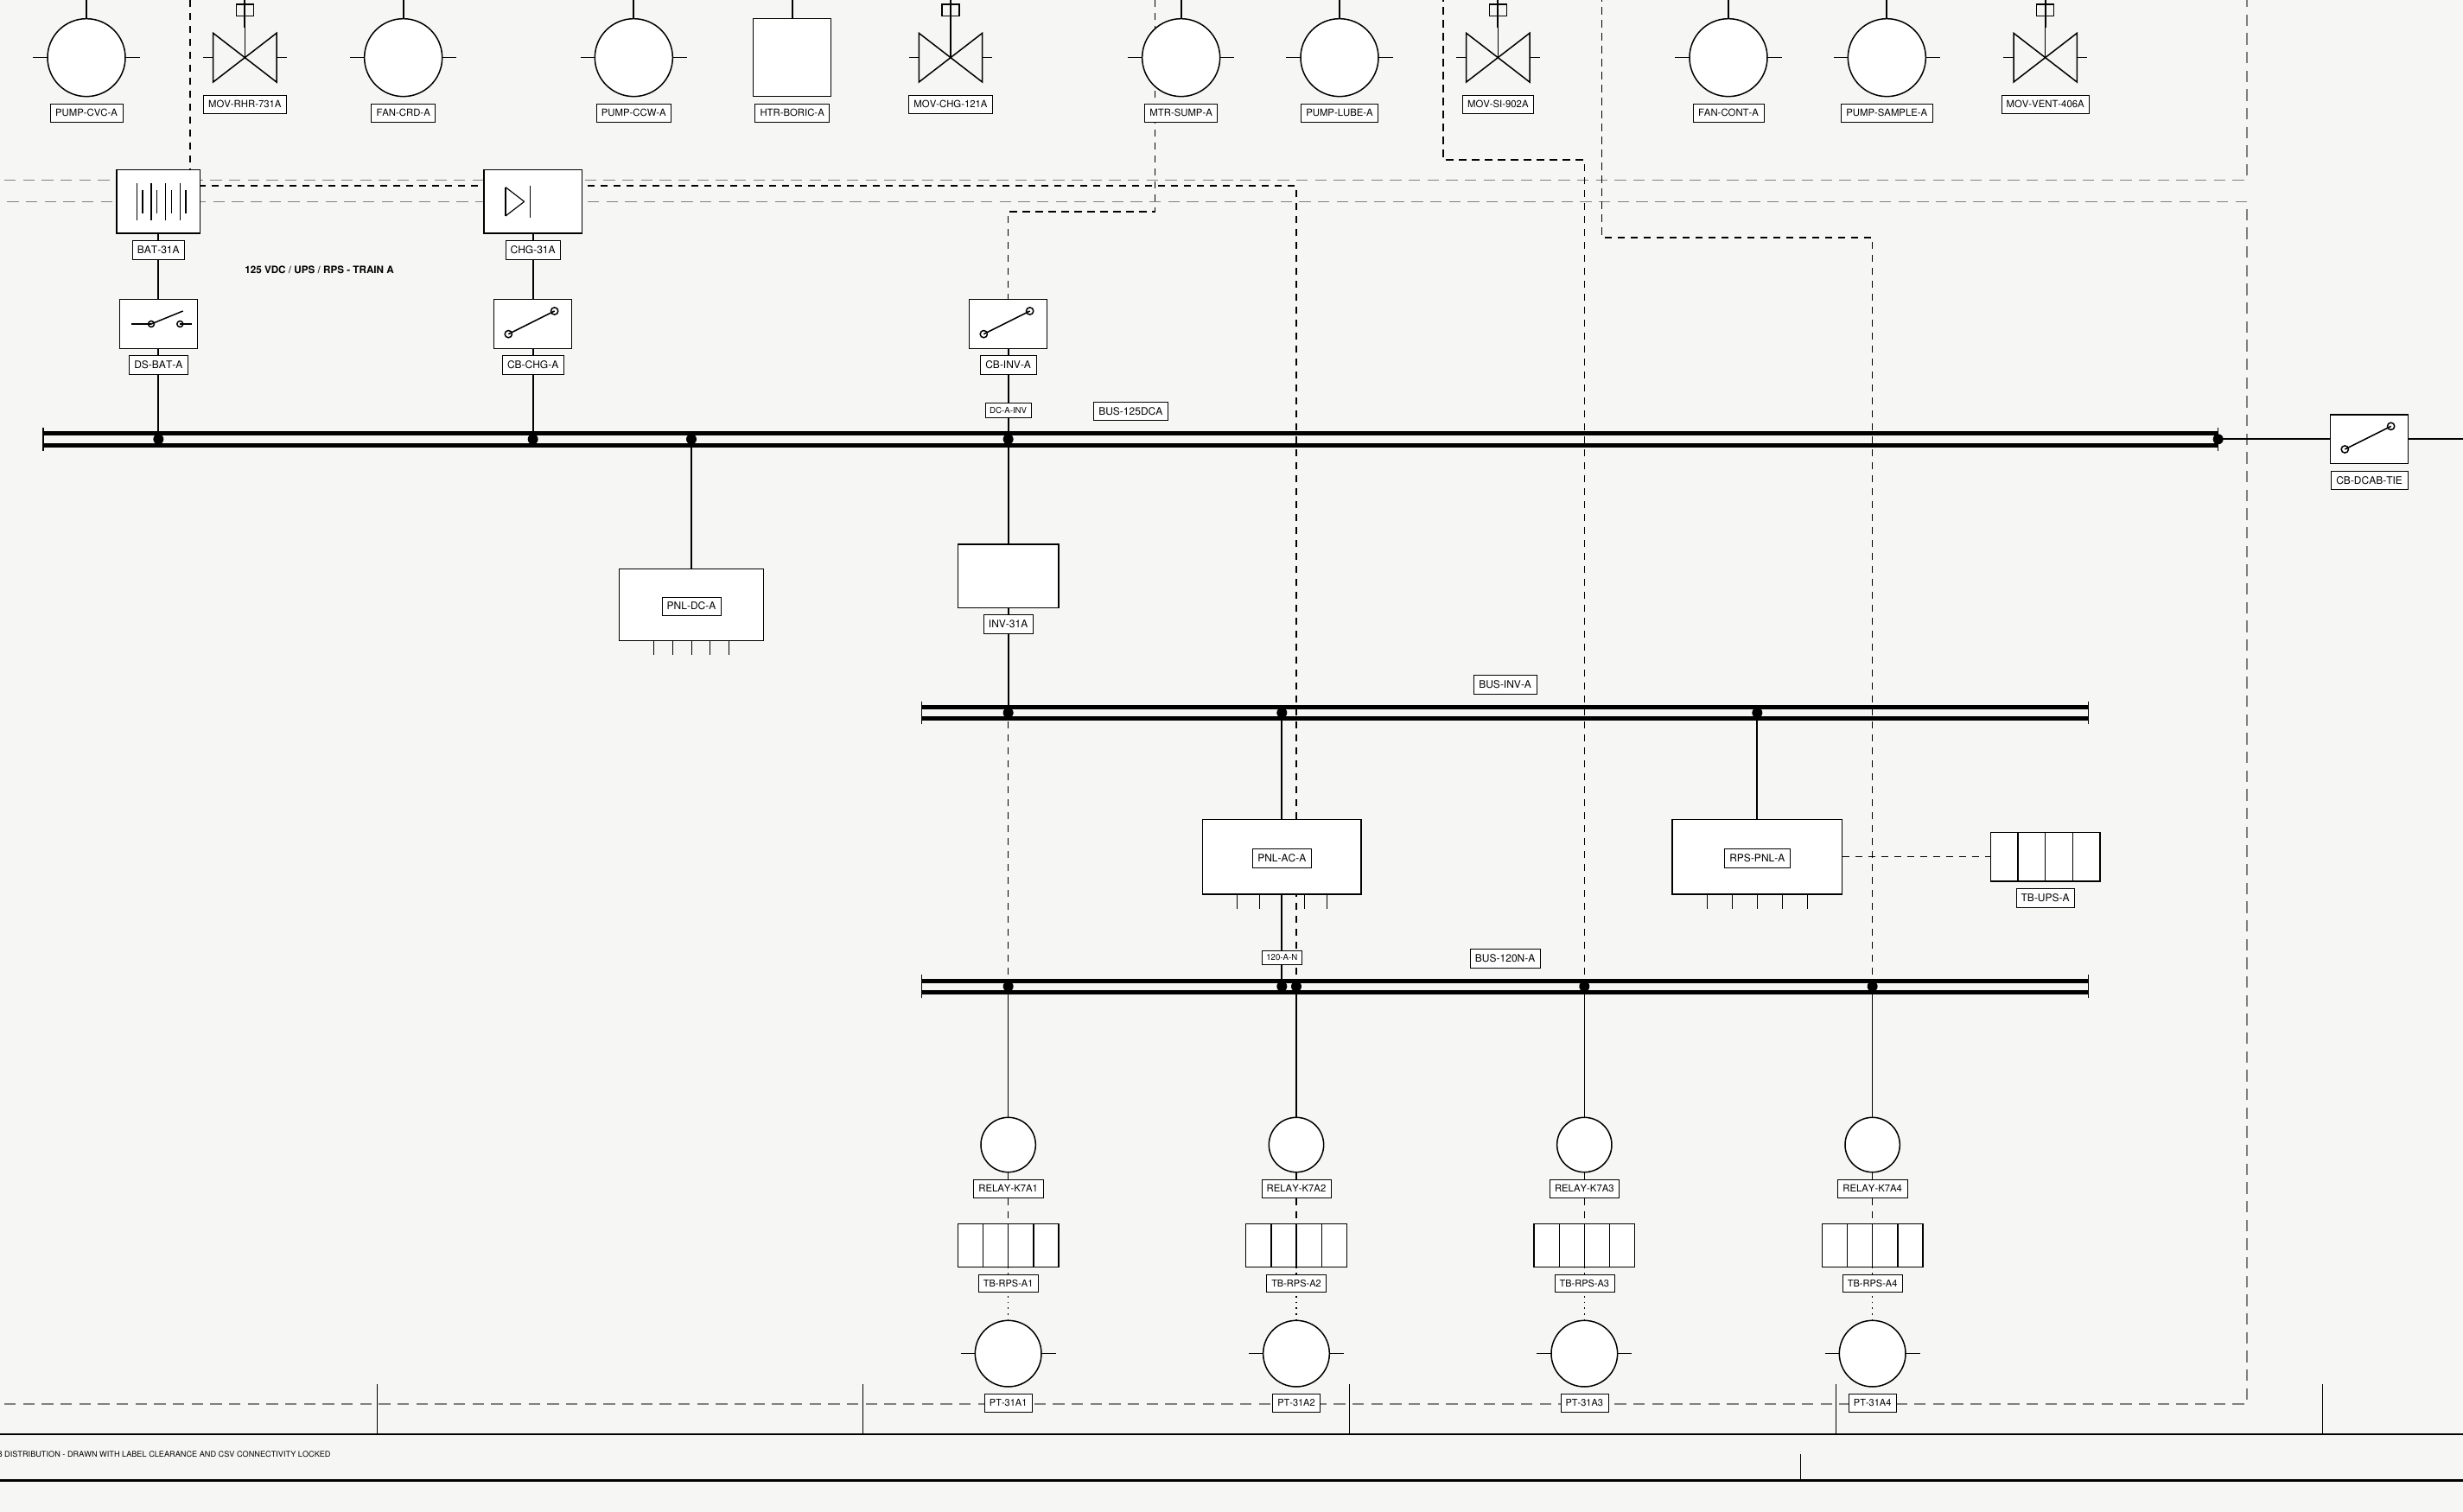 PUMP-CVC-A
MOV-RHR-731A
FAN-CRD-A
PUMP-CCW-A
HTR-BORIC-A
MOV-CHG-121A
MTR-SUMP-A
PUMP-LUBE-A
MOV-SI-902A
FAN-CONT-A
PUMP-SAMPLE-A
MOV-VENT-406A
BAT-31A
CHG-31A
125 VDC / UPS / RPS - TRAIN A
DS-BAT-A
CB-CHG-A
CB-INV-A
DC-A-INV
BUS-125DCA
CB-DCAB-TIE
PNL-DC-A
INV-31A
BUS-INV-A
PNL-AC-A
RPS-PNL-A
TB-UPS-A
120-A-N
BUS-120N-A
RELAY-K7A1
RELAY-K7A2
RELAY-K7A3
RELAY-K7A4
TB-RPS-A1
TB-RPS-A2
TB-RPS-A3
TB-RPS-A4
PT-31A1
PT-31A2
PT-31A3
PT-31A4
DISTRIBUTION - DRAWN WITH LABEL CLEARANCE AND CSV CONNECTIVITY LOCKED